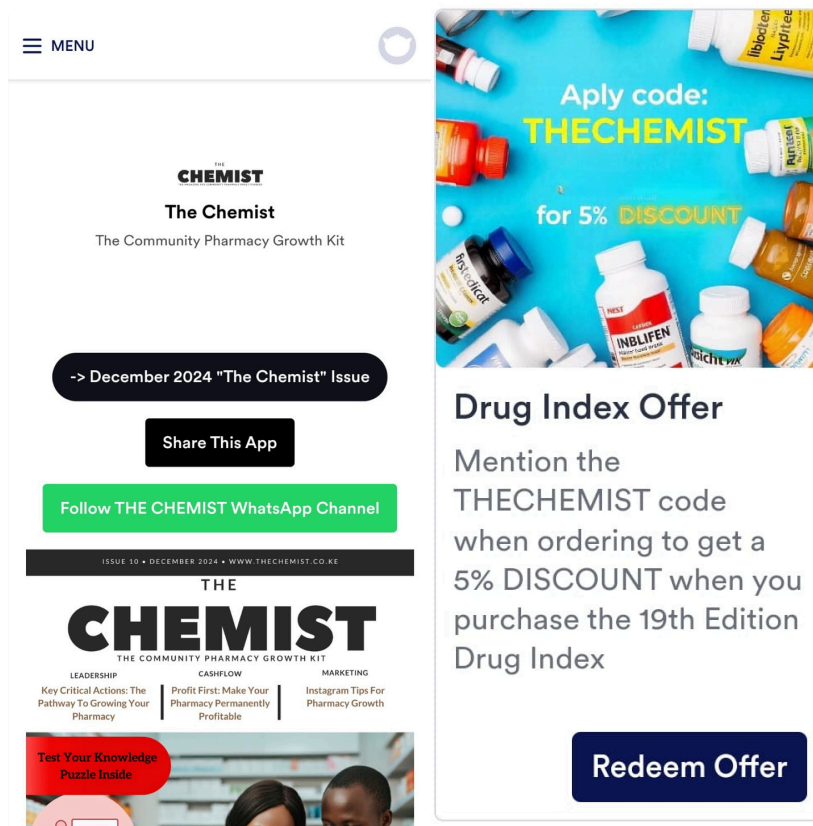 MENU
THE
CHEMIST
The Chemist
The Community Pharmacy Growth Kit
-> December 2024 "The Chemist" Issue
Share This App
Follow THE CHEMIST WhatsApp Channel
ISSUE 10 • DECEMBER 2024 • WWW.THECHEMIST.CO.KE
THE
CHEMIST
THE COMMUNITY PHARMACY GROWTH KIT
LEADERSHIP
Key Critical Actions: The
Pathway To Growing Your
Pharmacy
CASHFLOW
Profit First: Make Your
Pharmacy Permanently
Profitable
MARKETING
Instagram Tips For
Pharmacy Growth
Test Your Knowledge
Puzzle Inside
Aply code:
THECHEMIST
for 5% DISCOUNT
INBLIFEN
Drug Index Offer
Mention the
THECHEMIST code
when ordering to get a
5% DISCOUNT when you
purchase the 19th Edition
Drug Index
Redeem Offer